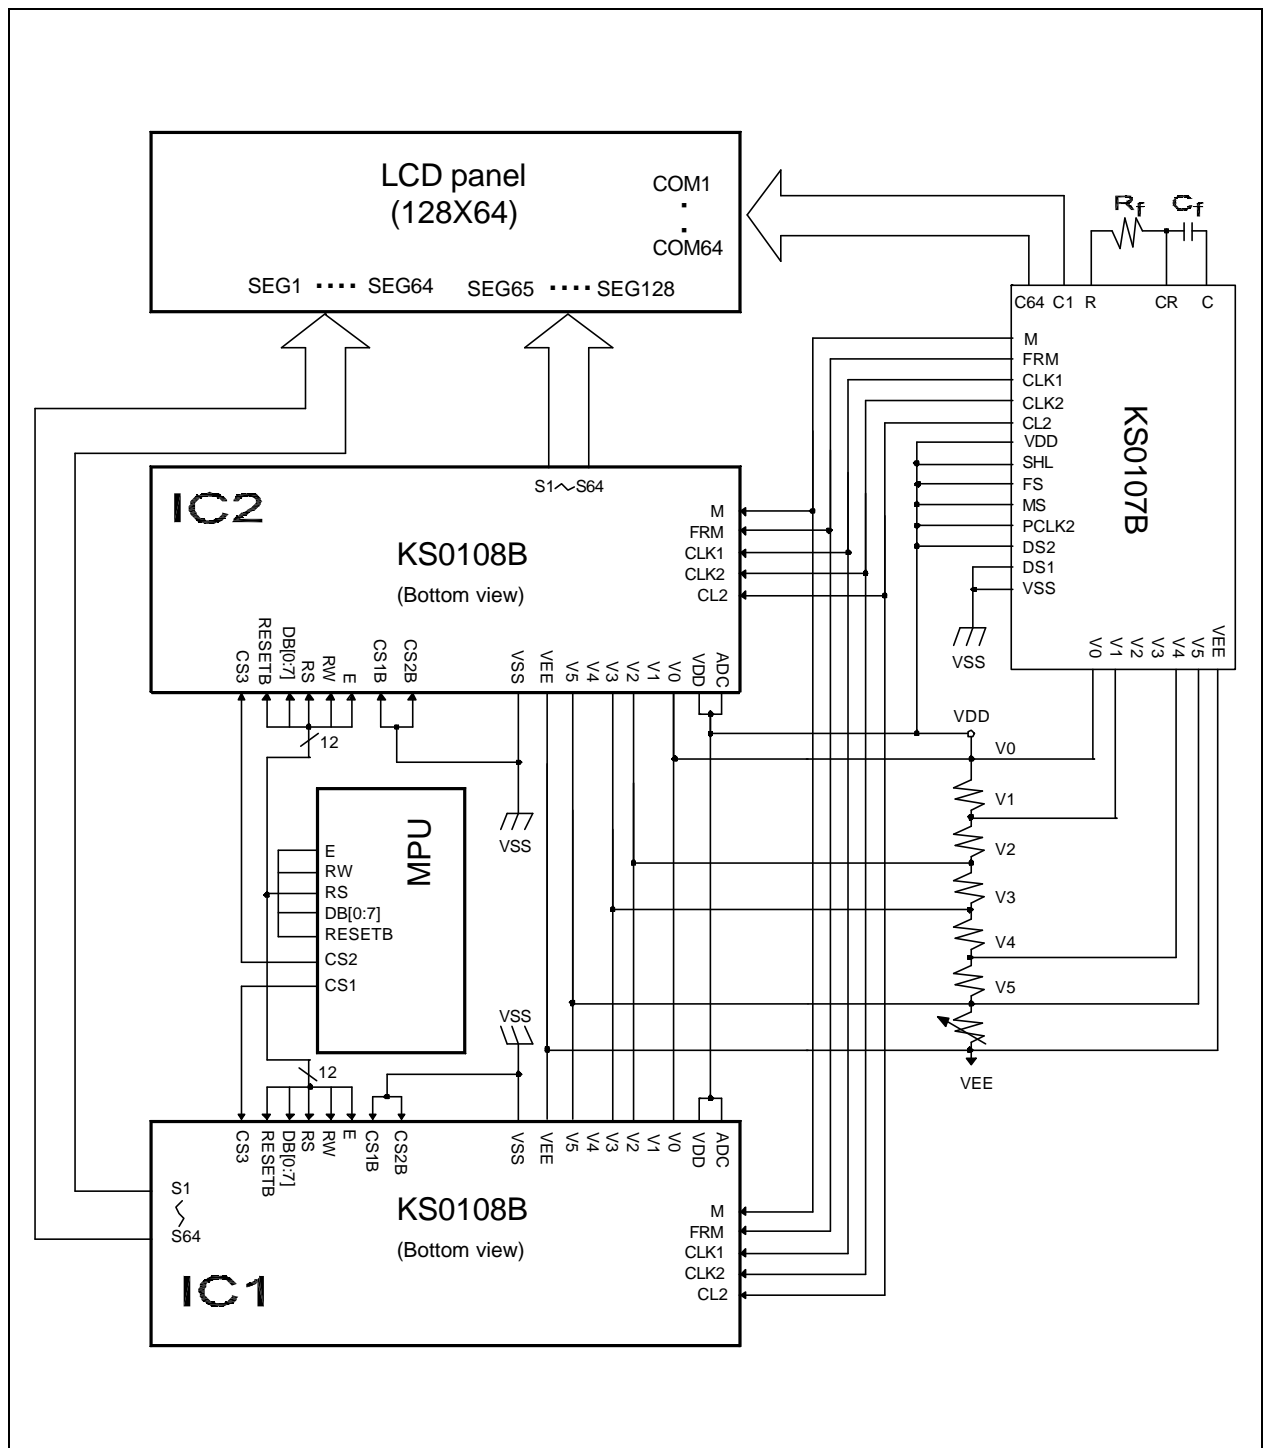 LCD panel
(128X64)
COM1
COM64
SEG1 ···· SEG64 SEG65 ···· SEG128
Rf Cf
C64 C1 R CR C
M
FRM
CLK1
CLK2
CL2
VDD
SHL
FS
MS
PCLK2
DS2
DS1
VSS
KS0107B
V0 V1 V2 V3 V4 V5 VEE
VSS
S1~S64
IC2
KS0108B
(Bottom view)
M
FRM
CLK1
CLK2
CL2
CS3 RESETB DB[0:7] RS RW E CS1B CS2B VSS VEE V5 V4 V3 V2 V1 V0 VDD ADC
12
VSS
VDD
V0
V1
V2
V3
V4
V5
VEE
MPU
E
RW
RS
DB[0:7]
RESETB
CS2
CS1
VSS
12
CS3 RESETB DB[0:7] RS RW E CS1B CS2B VSS VEE V5 V4 V3 V2 V1 V0 VDD ADC
S1
S64
KS0108B
(Bottom view)
IC1
M
FRM
CLK1
CLK2
CL2